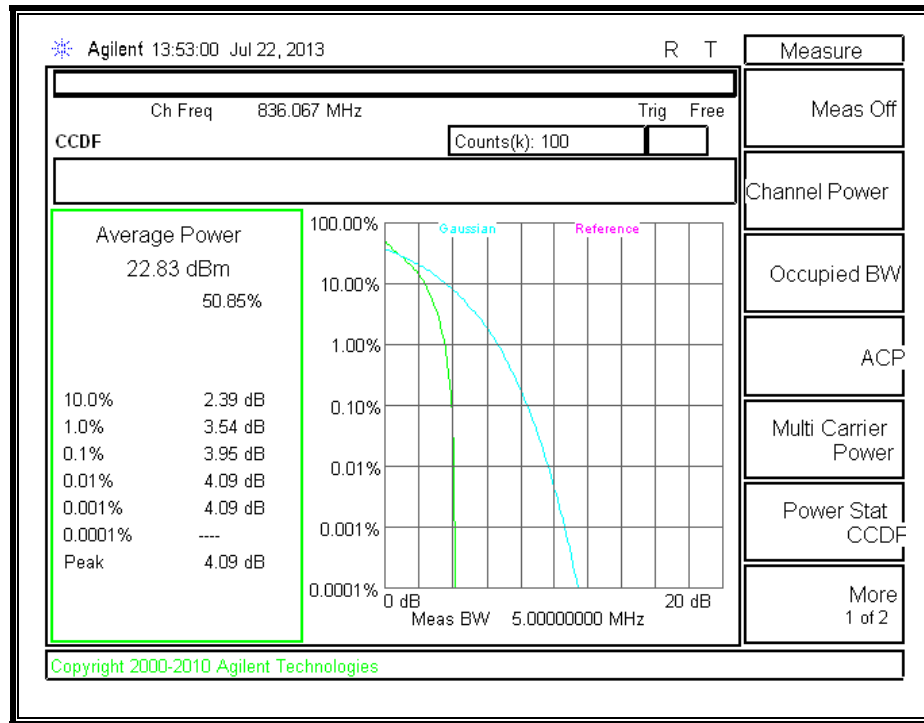 Agilent 13:53:00 Jul 22, 2013 R T
Measure
Ch Freq 836.067 MHz Trig Free
Meas Off
CCDF Counts(k): 100
Channel Power
Average Power
22.83 dBm
50.85%
10.0% 2.39 dB
1.0% 3.54 dB
0.1% 3.95 dB
0.01% 4.09 dB
0.001% 4.09 dB
0.0001% ----
Peak 4.09 dB
Gaussian Reference
100.00%
10.00%
1.00%
0.10%
0.01%
0.001%
0.0001%
0 dB 20 dB
Meas BW 5.00000000 MHz
Occupied BW
ACP
Multi Carrier
Power
Power Stat
CCDF
More
1 of 2
Copyright 2000-2010 Agilent Technologies